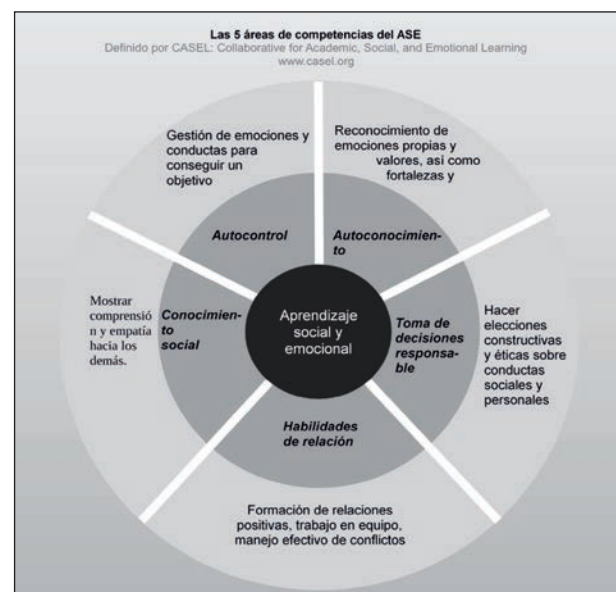 Las 5 áreas de competencias del ASE
Definido por CASEL: Collaborative for Academic, Social, and Emotional Learning
www.casel.org
Gestión de emociones y
conductas para
conseguir un
objetivo
Reconocimiento de
emociones propias y
valores, así como
fortalezas y
Autocontrol
Autoconocimien-
to
Mostrar
comprensió
n y empatía
hacia los
demás.
Conocimien-
to
social
Aprendizaje
social y
emocional
Toma de
decisiones
responsa-
ble
Hacer
elecciones
constructivas
y éticas sobre
conductas
sociales y
personales
Habilidades
de relación
Formación de relaciones
positivas, trabajo en equipo,
manejo efectivo de conflictos